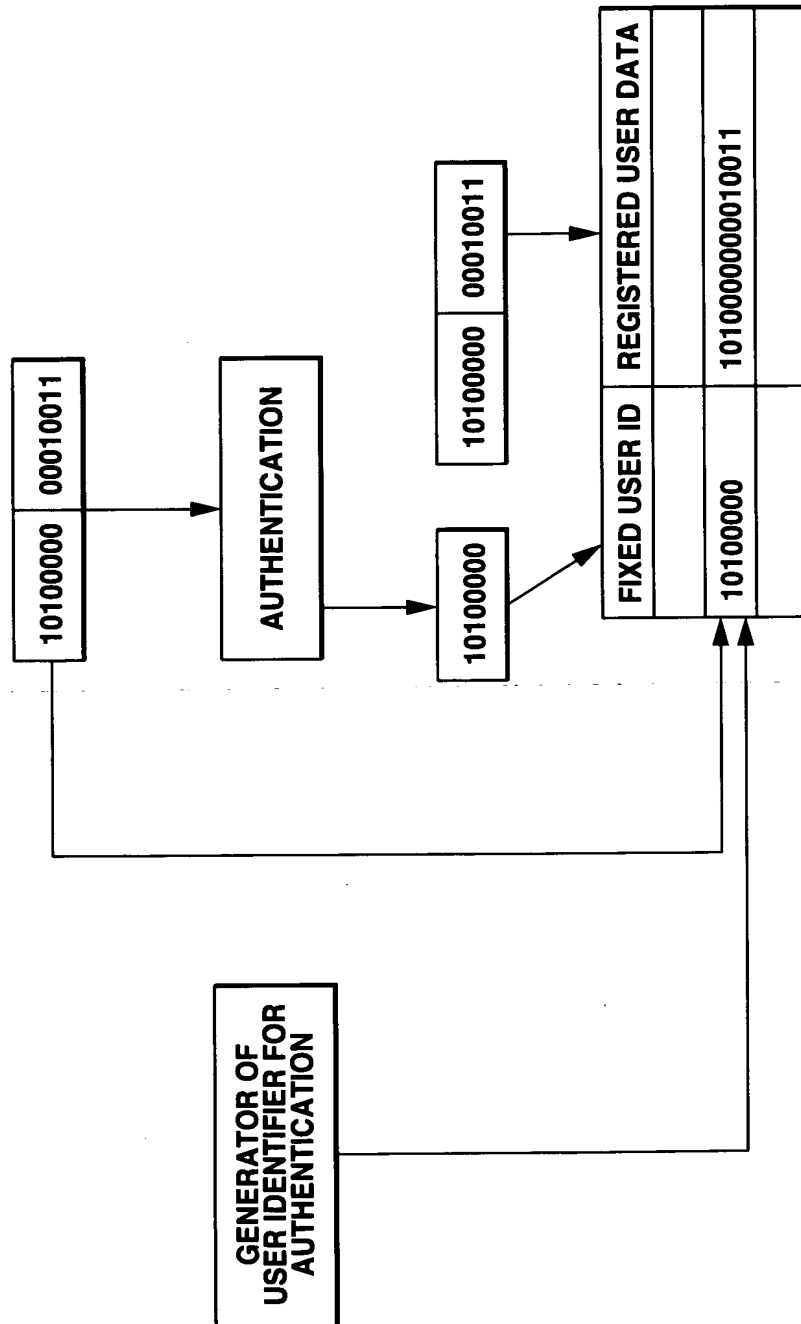 10100000 00010011
GENERATOR OF
USER IDENTIFIER FOR
AUTHENTICATION
AUTHENTICATION
10100000
10100000 00010011
FIXED USER ID REGISTERED USER DATA
10100000 1010000000010011